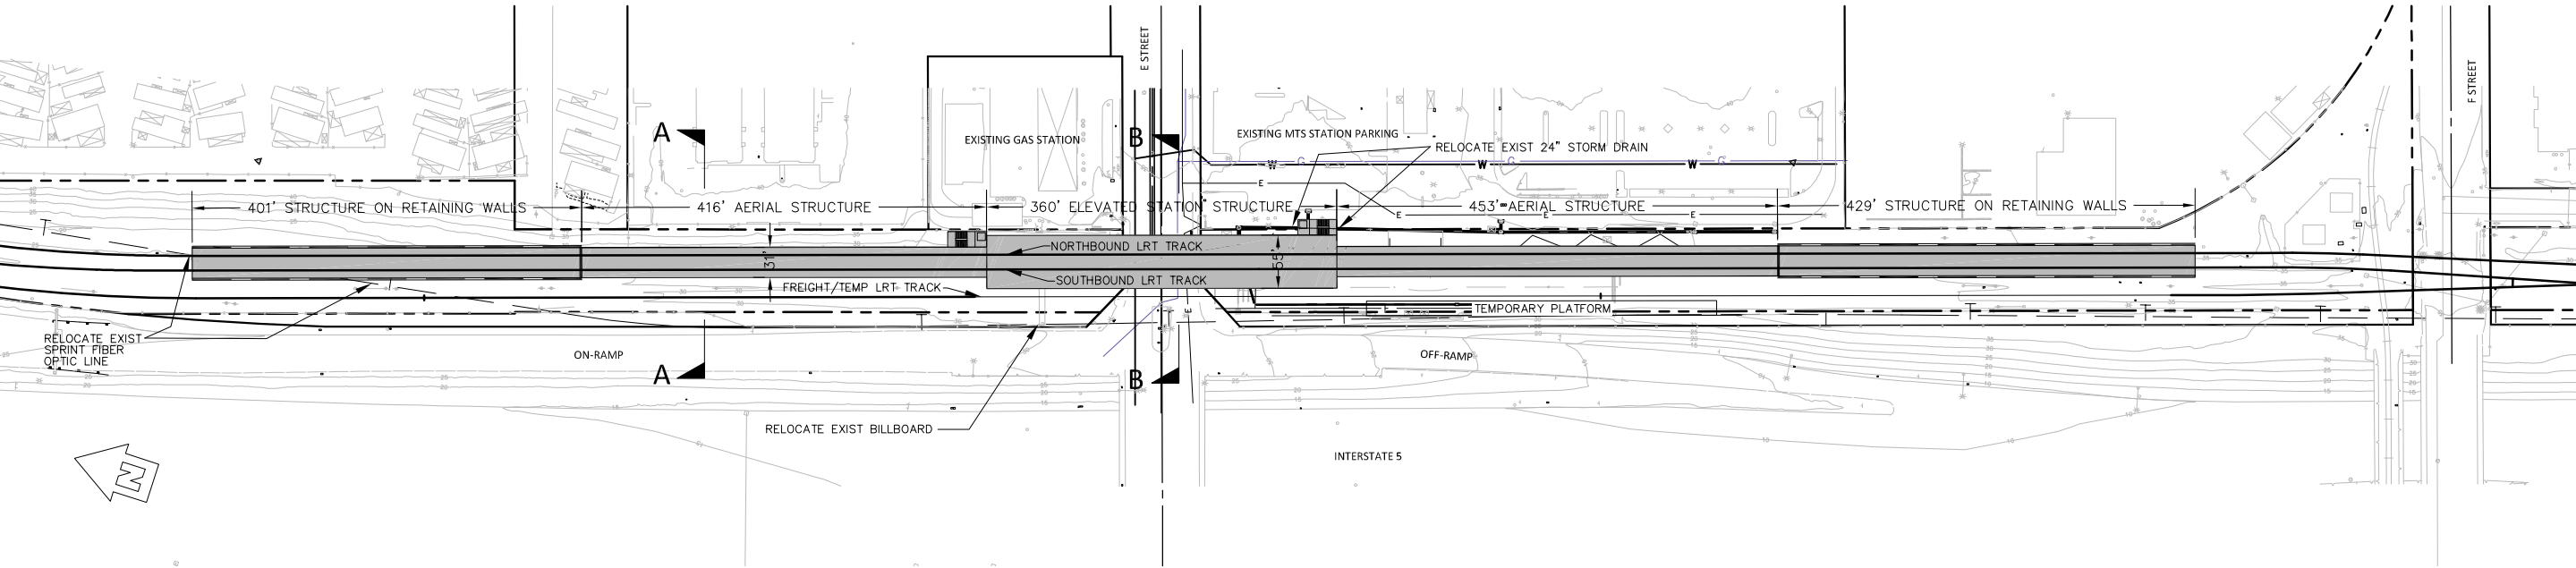 E STREET
F STREET
A
B
EXISTING GAS STATION
EXISTING MTS STATION PARKING
RELOCATE EXIST 24" STORM DRAIN
W
G
G
W
W
G
E
E
E
E
401' STRUCTURE ON RETAINING WALLS
416' AERIAL STRUCTURE
360' ELEVATED STATION STRUCTURE
453' AERIAL STRUCTURE
429' STRUCTURE ON RETAINING WALLS
NORTHBOUND LRT TRACK
31'
55'
SOUTHBOUND LRT TRACK
FREIGHT/TEMP LRT TRACK
TEMPORARY PLATFORM
E
RELOCATE EXIST
SPRINT FIBER
OPTIC LINE
ON-RAMP
OFF-RAMP
A
B
RELOCATE EXIST BILLBOARD
INTERSTATE 5
N